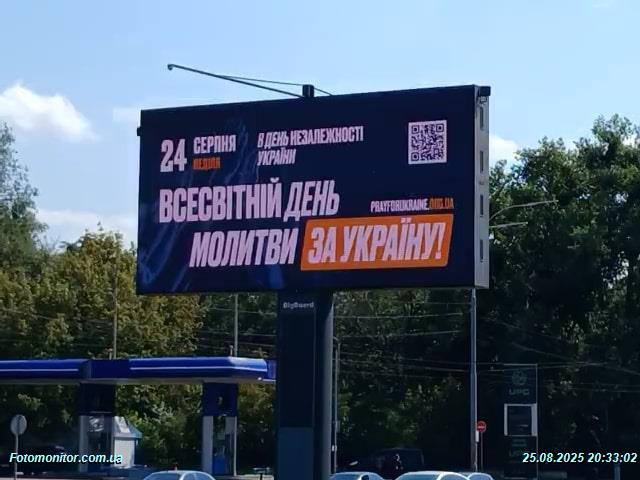 24 СЕРПНЯ
НЕДІЛЯ
В ДЕНЬ НЕЗАЛЕЖНОСТІ
УКРАЇНИ
ВСЕСВІТНІЙ ДЕНЬ
PRAYFORUKRAINE.ORG.UA
МОЛИТВИ ЗА УКРАЇНУ!
BigBoard
UPG
Fotomonitor.com.ua
25.08.2025 20:33:02